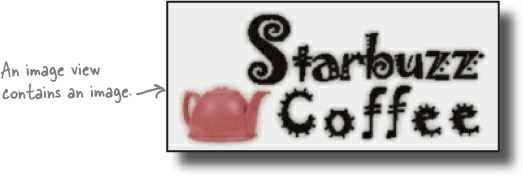 An image view
contains an image.
Starbuzz
Coffee